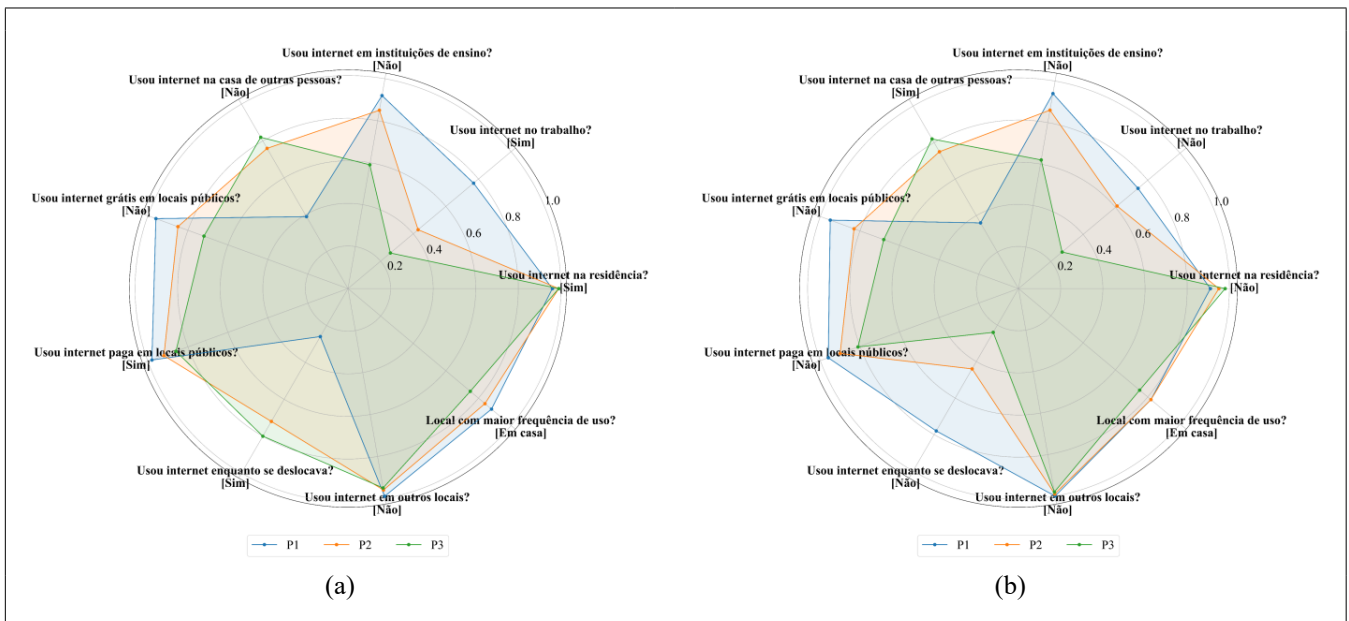 Usou internet em instituições de ensino?
[Não]
Usou internet na casa de outras pessoas?
[Não]
Usou internet no trabalho?
[Sim]
Usou internet grátis em locais públicos?
[Não]
1.0
0.8
0.6
0.4
0.2
Usou internet na residência?
[Sim]
Usou internet paga em locais públicos?
[Sim]
Local com maior frequência de uso?
[Em casa]
Usou internet enquanto se deslocava?
[Sim]
Usou internet em outros locais?
[Não]
P1 P2 P3
(a)
Usou internet em instituições de ensino?
[Não]
Usou internet na casa de outras pessoas?
[Sim]
Usou internet no trabalho?
[Não]
Usou internet grátis em locais públicos?
[Não]
1.0
0.8
0.6
0.4
0.2
Usou internet na residência?
[Não]
Usou internet paga em locais públicos?
[Não]
Local com maior frequência de uso?
[Em casa]
Usou internet enquanto se deslocava?
[Não]
Usou internet em outros locais?
[Não]
P1 P2 P3
(b)